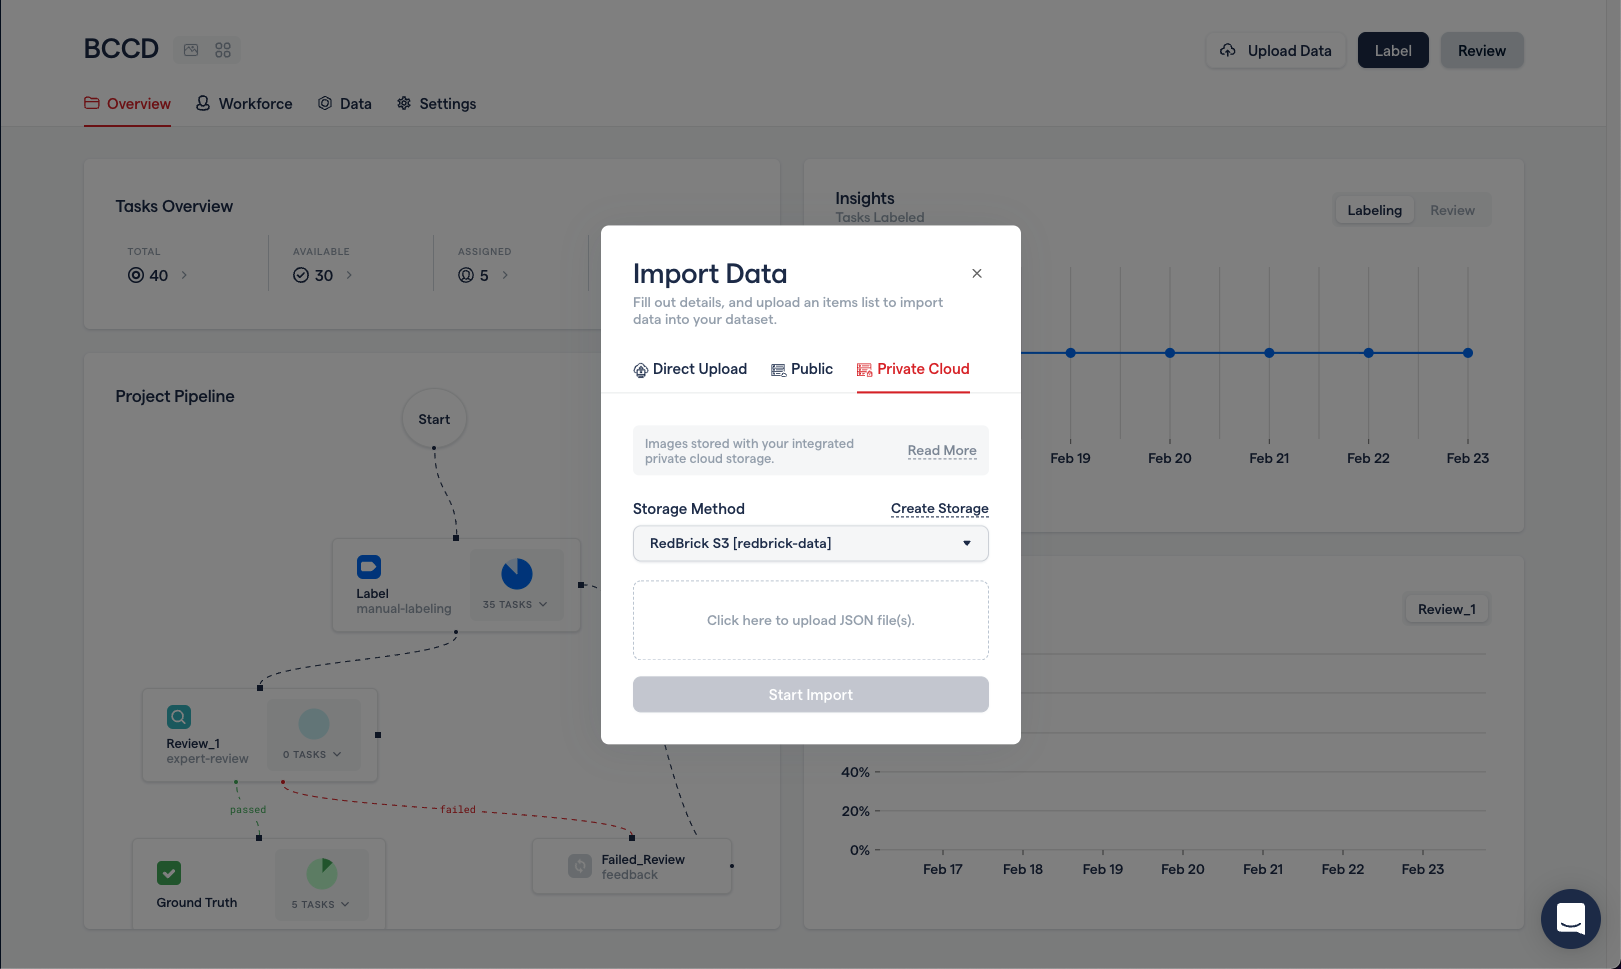 BCCD
Upload Data
Label
Review
Overview
Workforce
Data
Settings
Tasks Overview
TOTAL
40
AVAILABLE
30
ASSIGNED
5
Insights
Tasks Labeled
Labeling
Review
Feb 19
Feb 20
Feb 21
Feb 22
Feb 23
Project Pipeline
Start
Label
manual-labeling
35 TASKS
Review_1
expert-review
0 TASKS
passed
failed
Ground Truth
5 TASKS
Failed_Review
feedback
Import Data
Fill out details, and upload an items list to import
data into your dataset.
Direct Upload
Public
Private Cloud
Images stored with your integrated
private cloud storage.
Read More
Storage Method
Create Storage
RedBrick S3 [redbrick-data]
Click here to upload JSON file(s).
Start Import
Review_1
40%
20%
0%
Feb 17
Feb 18
Feb 19
Feb 20
Feb 21
Feb 22
Feb 23